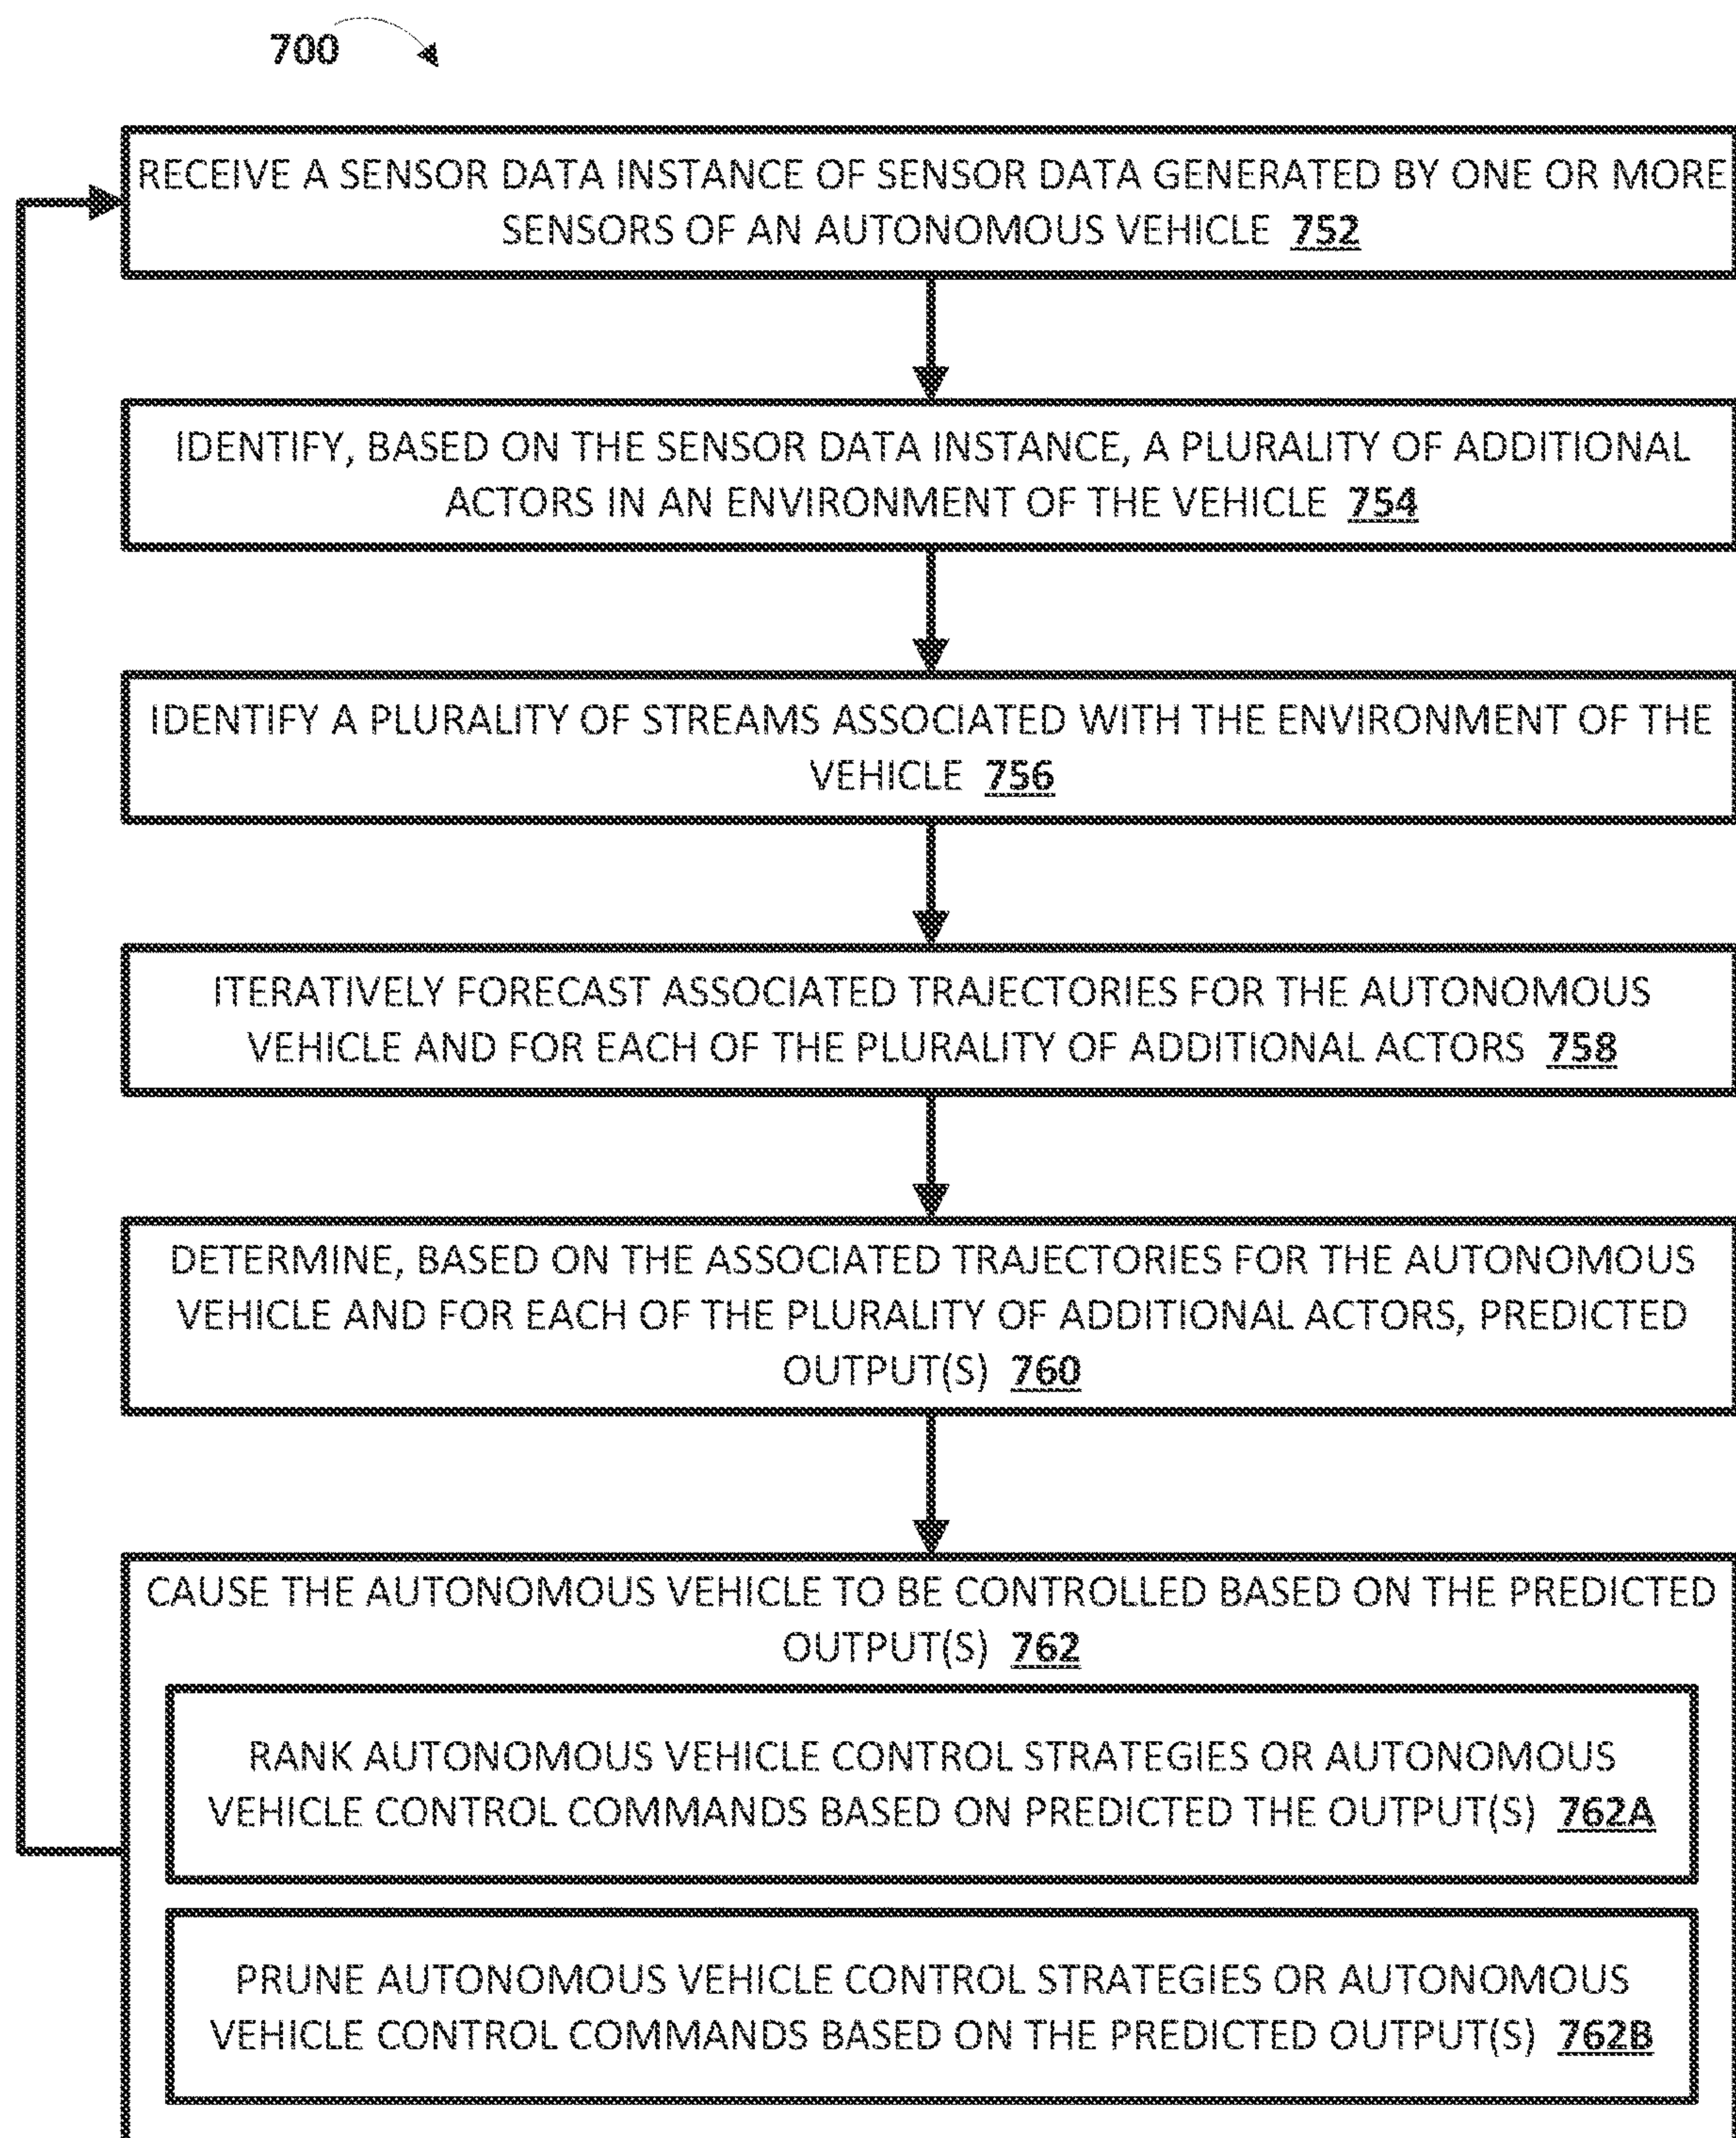 700
RECEIVE A SENSOR DATA INSTANCE OF SENSOR DATA GENERATED BY ONE OR MORE
SENSORS OF AN AUTONOMOUS VEHICLE 752
IDENTIFY, BASED ON THE SENSOR DATA INSTANCE, A PLURALITY OF ADDITIONAL
ACTORS IN AN ENVIRONMENT OF THE VEHICLE 754
IDENTIFY A PLURALITY OF STREAMS ASSOCIATED WITH THE ENVIRONMENT OF THE
VEHICLE 756
ITERATIVELY FORECAST ASSOCIATED TRAJECTORIES FOR THE AUTONOMOUS
VEHICLE AND FOR EACH OF THE PLURALITY OF ADDITIONAL ACTORS 758
DETERMINE, BASED ON THE ASSOCIATED TRAJECTORIES FOR THE AUTONOMOUS
VEHICLE AND FOR EACH OF THE PLURALITY OF ADDITIONAL ACTORS, PREDICTED
OUTPUT(S) 760
CAUSE THE AUTONOMOUS VEHICLE TO BE CONTROLLED BASED ON THE PREDICTED
OUTPUT(S) 762
RANK AUTONOMOUS VEHICLE CONTROL STRATEGIES OR AUTONOMOUS
VEHICLE CONTROL COMMANDS BASED ON PREDICTED THE OUTPUT(S) 762A
PRUNE AUTONOMOUS VEHICLE CONTROL STRATEGIES OR AUTONOMOUS
VEHICLE CONTROL COMMANDS BASED ON THE PREDICTED OUTPUT(S) 762B